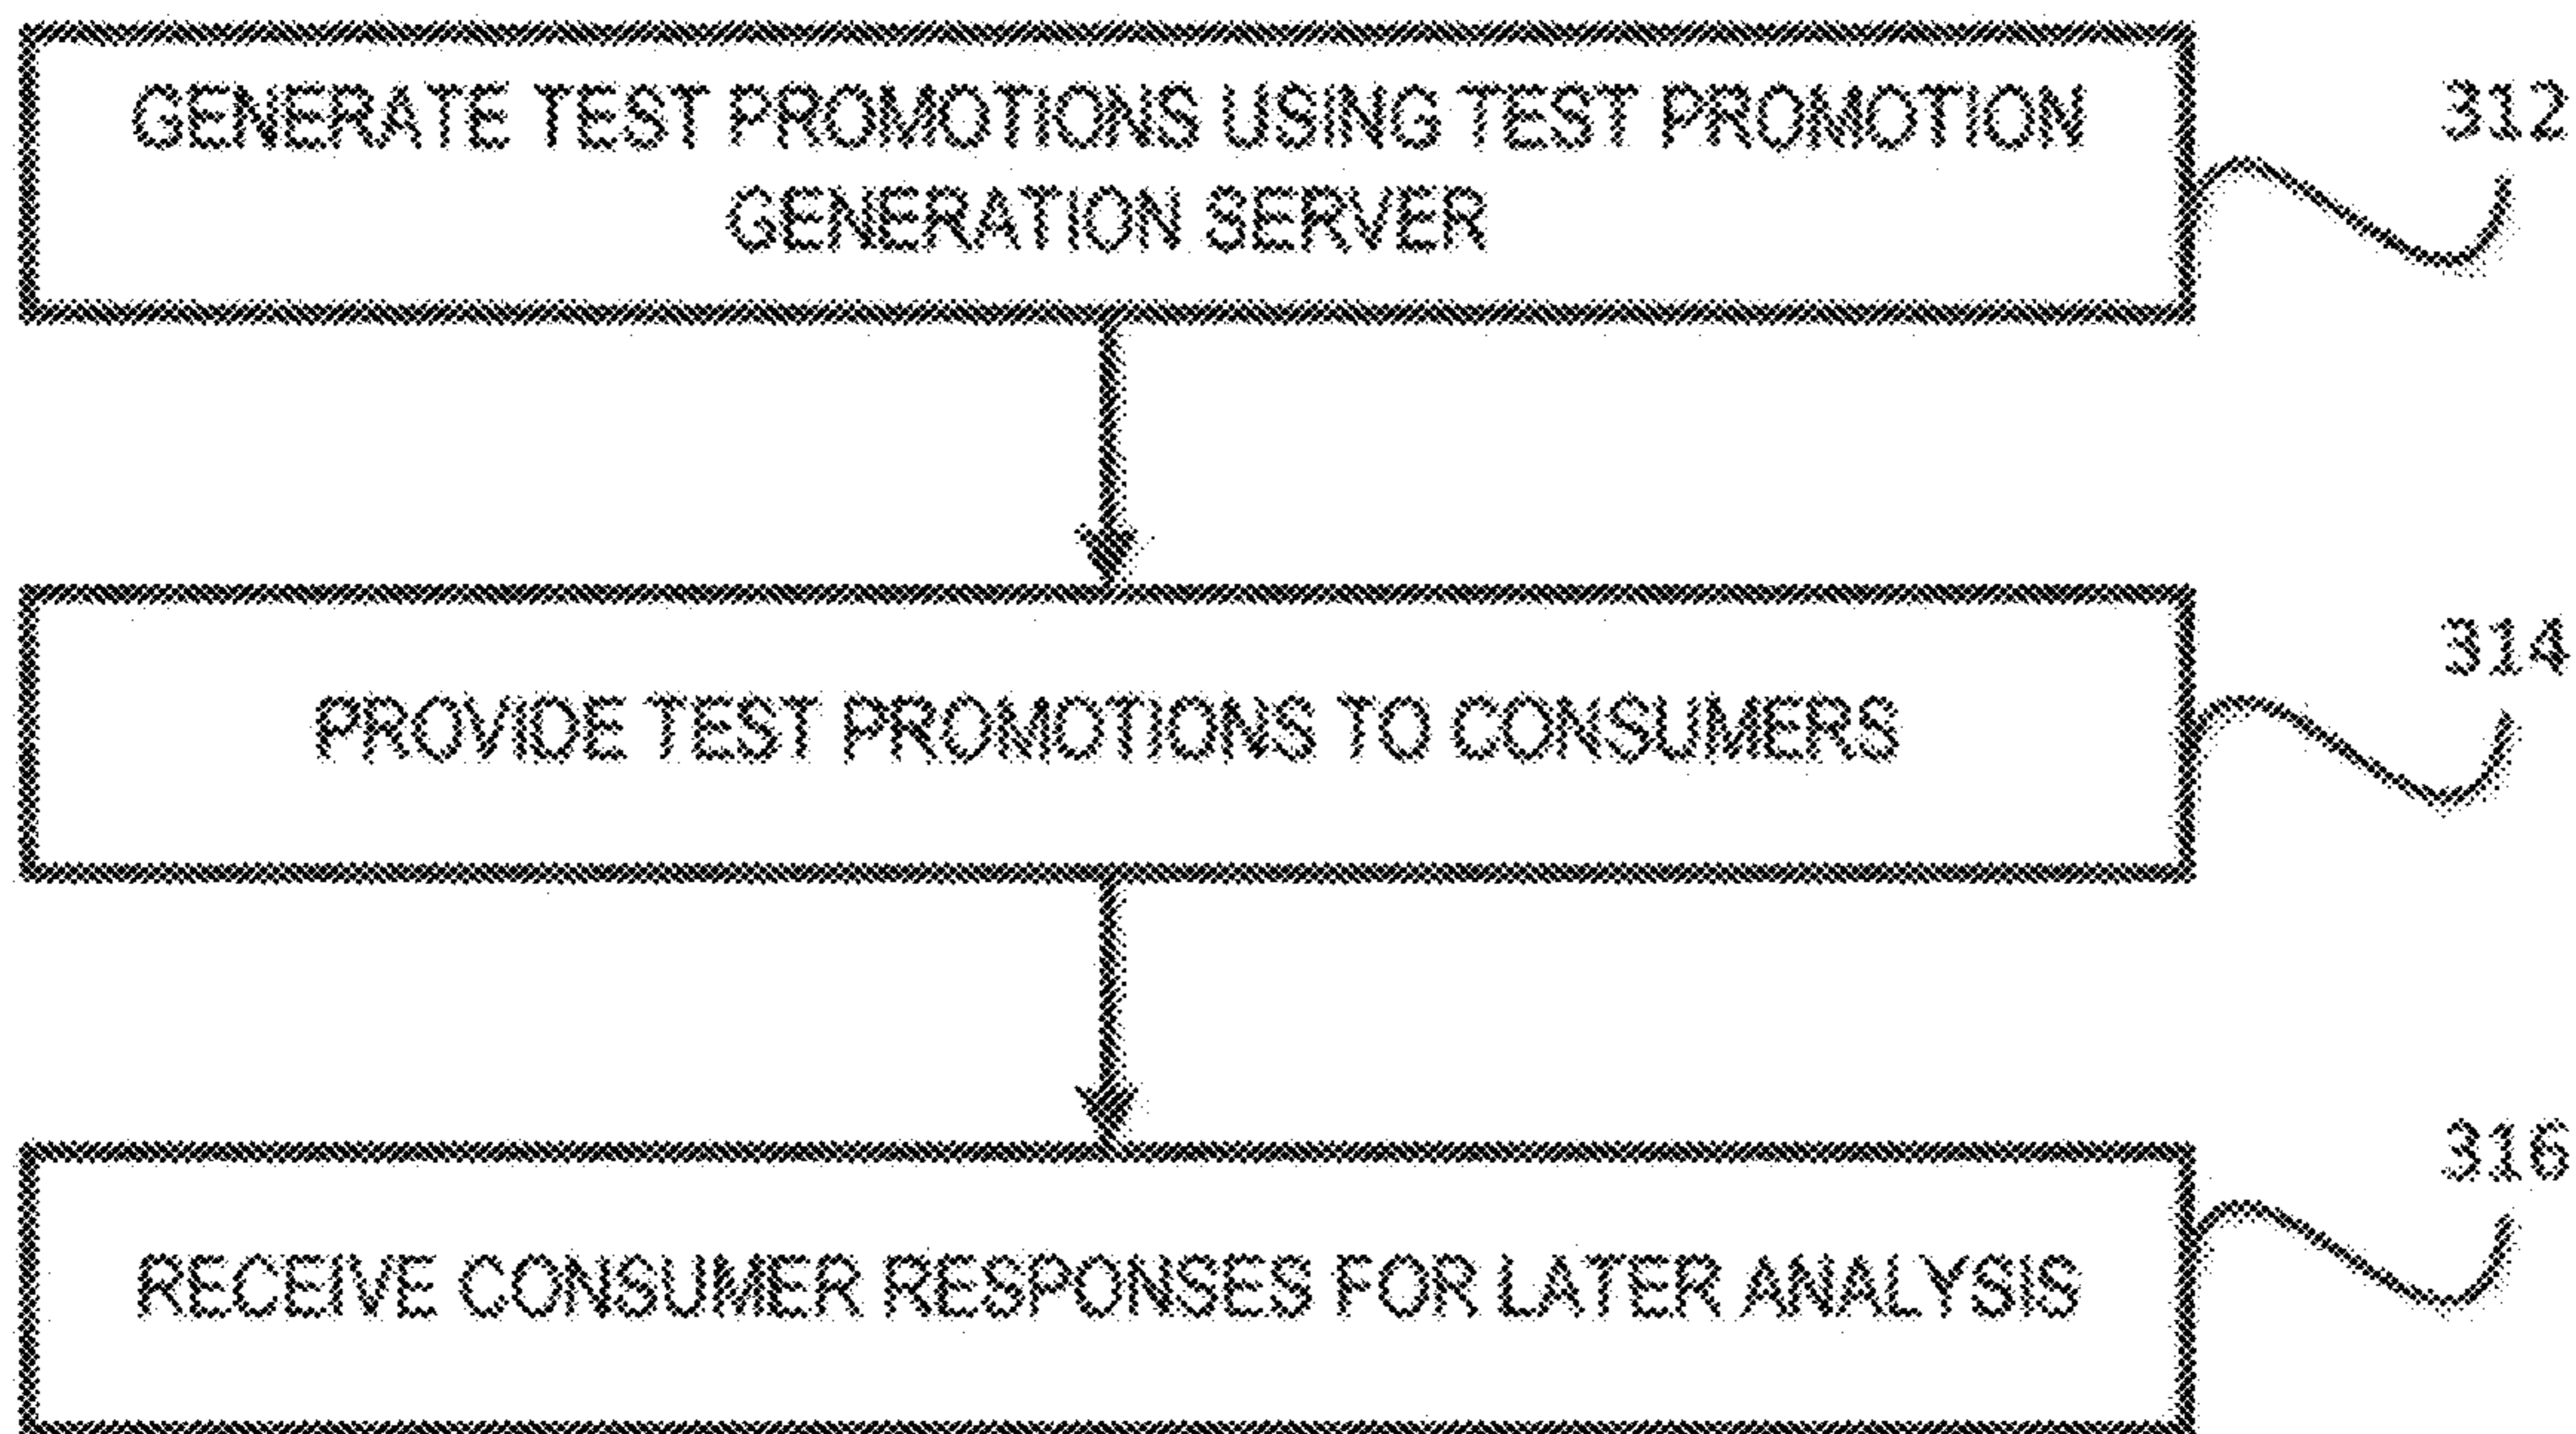 GENERATE TEST PROMOTIONS USING TEST PROMOTION
GENERATION SERVER
312
PROVIDE TEST PROMOTIONS TO CONSUMERS
314
RECEIVE CONSUMER RESPONSES FOR LATER ANALYSIS
316